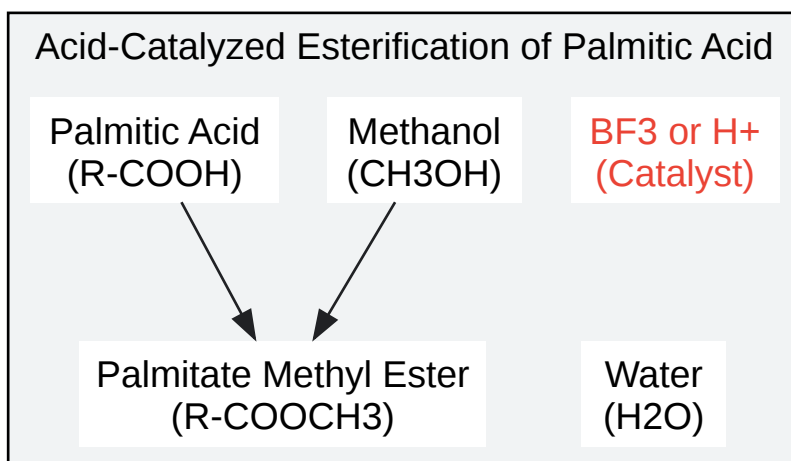 Acid-Catalyzed Esterification of Palmitic Acid
Palmitic Acid
(R-COOH)
Methanol
(CH3OH)
BF3 or H+
(Catalyst)
Palmitate Methyl Ester
(R-COOCH3)
Water
(H2O)